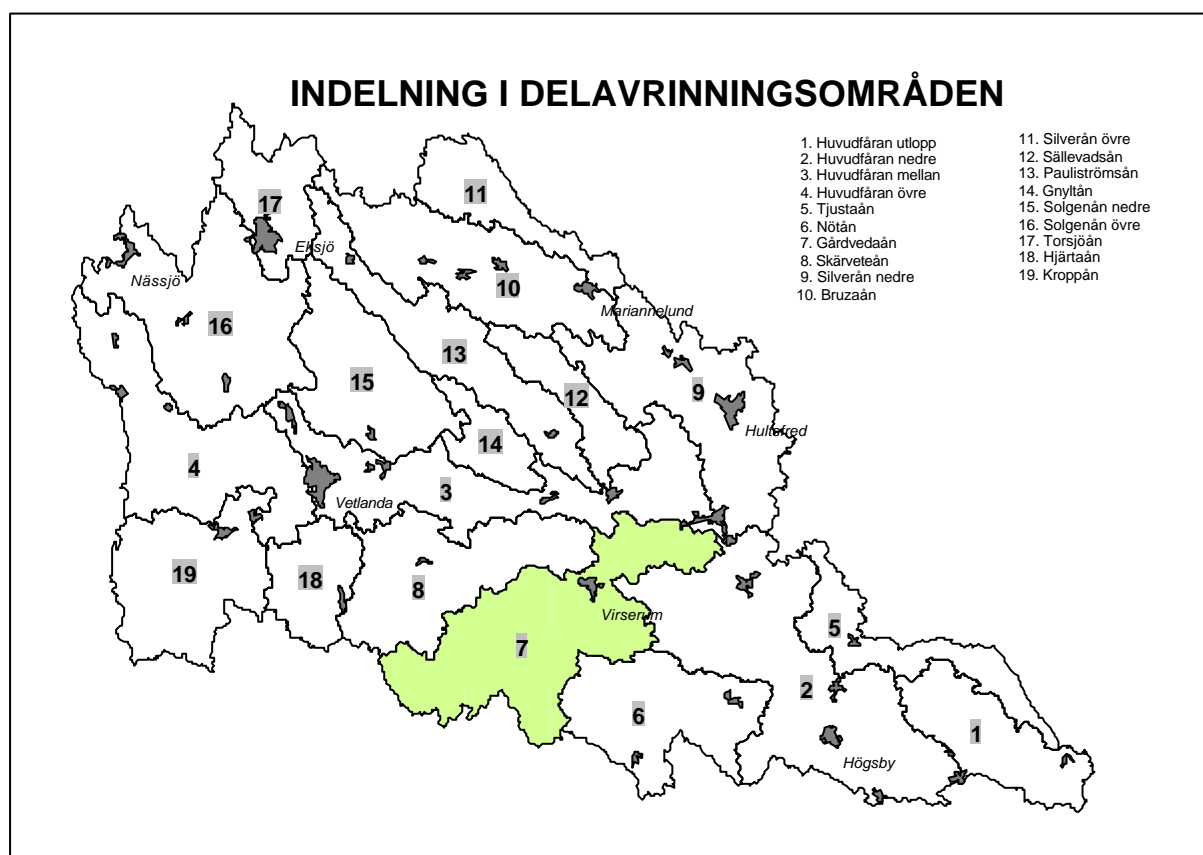 INDELNING I DELAVRINNINGSOMRÅDEN
1. Huvudfåran utlopp
2. Huvudfåran nedre
3. Huvudfåran mellan
4. Huvudfåran övre
5. Tjustaån
6. Nötån
7. Gårdvedaån
8. Skärveteån
9. Silverån nedre
10. Bruzaån
11. Silverån övre
12. Sällevadsån
13. Pauliströmsån
14. Gnyltån
15. Solgenån nedre
16. Solgenån övre
17. Torsjöån
18. Hjärtaån
19. Kroppån
11
17
Eksjö
Nässjö
10
Mariannelund
16
13
15
12
9
Hultsfred
14
4
3
Vetlanda
19
18
8
Virserum
5
7
2
6
1
Högsby